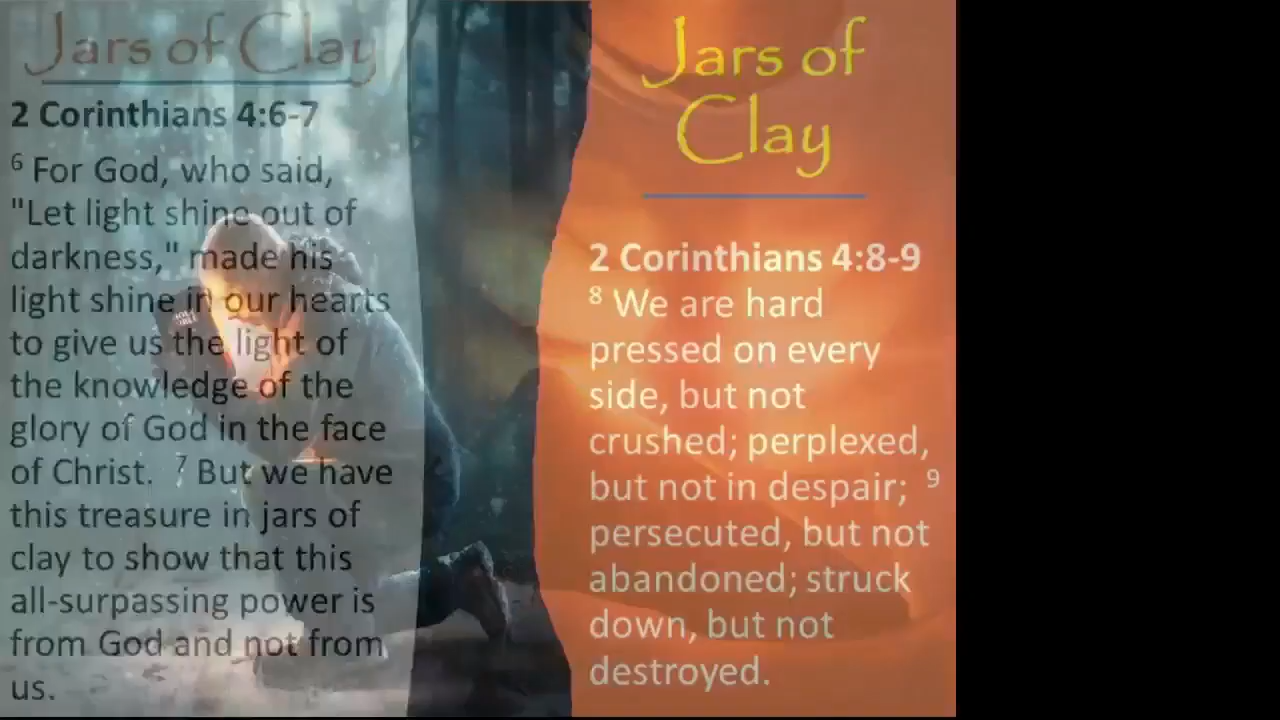 Jars of Clay
2 Corinthians 4:6-7
6 For God, who said,
"Let light shine out of
darkness," made his
light shine in our hearts
to give us the light of
the knowledge of the
glory of God in the face
of Christ. 7 But we have
this treasure in jars of
clay to show that this
all-surpassing power is
from God and not from
us.
Jars of
Clay
2 Corinthians 4:8-9
8 We are hard
pressed on every
side, but not
crushed; perplexed,
but not in despair; 9
persecuted, but not
abandoned; struck
down, but not
destroyed.